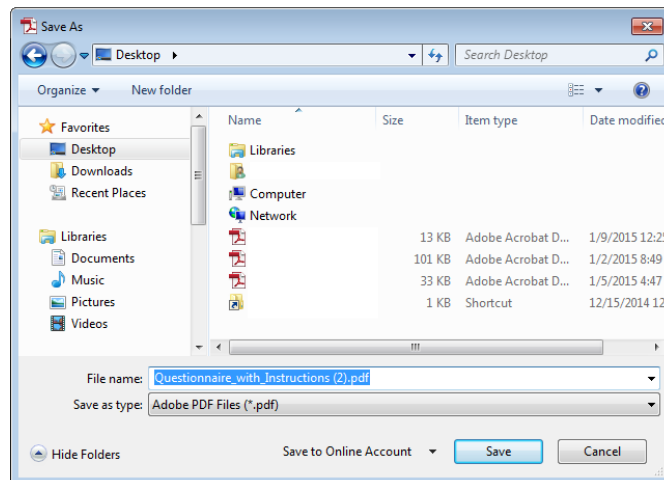 Save As
Desktop
Search Desktop
Organize New folder
Name Size Item type Date modified
Favorites
Desktop
Downloads
Recent Places
Libraries
Documents
Music
Pictures
Videos
Libraries
Computer
Network
13 KB Adobe Acrobat D... 1/9/2015 12:25
101 KB Adobe Acrobat D... 1/2/2015 8:49
33 KB Adobe Acrobat D... 1/5/2015 4:47
1 KB Shortcut 12/15/2014 12
File name: Questionnaire_with_Instructions (2).pdf
Save as type: Adobe PDF Files (*.pdf)
Hide Folders Save to Online Account Save Cancel